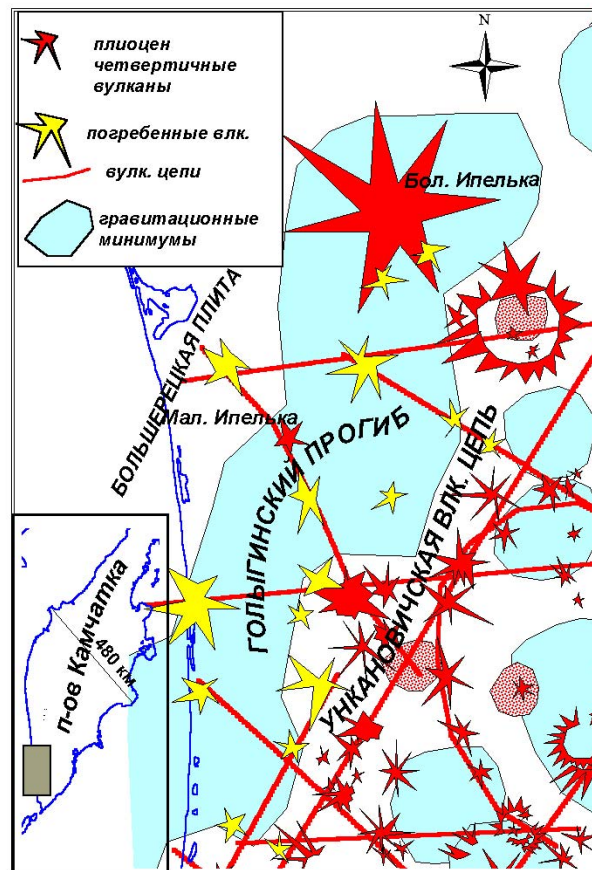 плиоцен
четвертичные
вулканы
погребенные влк.
вулк. цепи
гравитационные
минимумы
N
Бол. Ипелька
БОЛЬШЕРЕЦКАЯ ПЛИТА
Мал. Ипелька
ГОЛЫГИНСКИЙ ПРОГИБ
УНКАНОВИЧСКАЯ ВЛК. ЦЕПЬ
п-ов Камчатка
480 км.